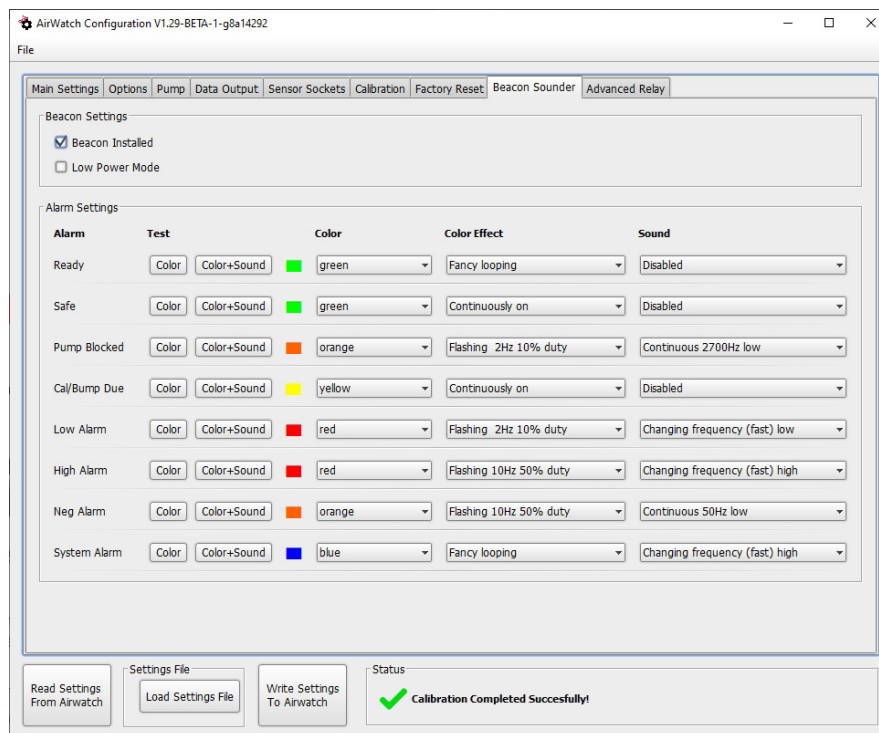 AirWatch Configuration V1.29-BETA-1-g8a14292
File
Main Settings Options Pump Data Output Sensor Sockets Calibration Factory Reset Beacon Sounder Advanced Relay
Beacon Settings
Beacon Installed
Low Power Mode
Alarm Settings
Alarm Test Color Color Effect Sound
Ready Color Color+Sound green Fancy looping Disabled
Safe Color Color+Sound green Continuously on Disabled
Pump Blocked Color Color+Sound orange Flashing 2Hz 10% duty Continuous 2700Hz low
Cal/Bump Due Color Color+Sound yellow Continuously on Disabled
Low Alarm Color Color+Sound red Flashing 2Hz 10% duty Changing frequency (fast) low
High Alarm Color Color+Sound red Flashing 10Hz 50% duty Changing frequency (fast) high
Neg Alarm Color Color+Sound orange Flashing 10Hz 50% duty Continuous 50Hz low
System Alarm Color Color+Sound blue Fancy looping Changing frequency (fast) high
Read Settings
From Airwatch
Settings File
Load Settings File
Write Settings
To Airwatch
Status
Calibration Completed Succesfully!